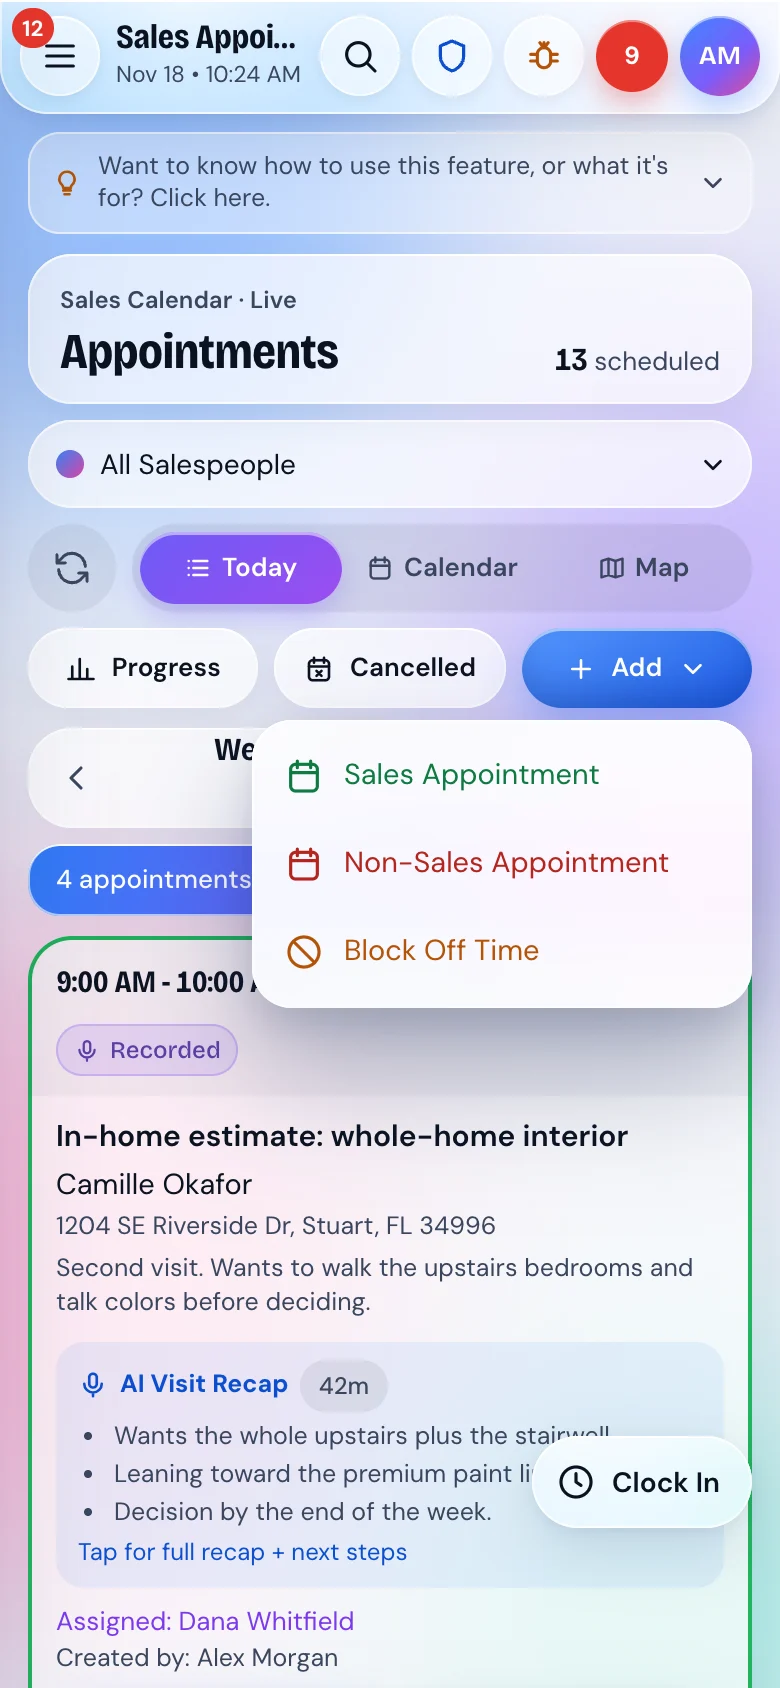 12
Sales Appoi...
Nov 18 • 10:24 AM
9
AM
Want to know how to use this feature, or what it's
for? Click here.
Sales Calendar · Live
Appointments
13 scheduled
All Salespeople
Today
Calendar
Map
Progress
Cancelled
Add
Sales Appointment
Non-Sales Appointment
Block Off Time
4 appointments
9:00 AM - 10:00
Recorded
In-home estimate: whole-home interior
Camille Okafor
1204 SE Riverside Dr, Stuart, FL 34996
Second visit. Wants to walk the upstairs bedrooms and
talk colors before deciding.
AI Visit Recap
42m
• Wants the whole upstairs plus the stairwell
• Leaning toward the premium paint
• Decision by the end of the week.
Tap for full recap + next steps
Clock In
Assigned: Dana Whitfield
Created by: Alex Morgan